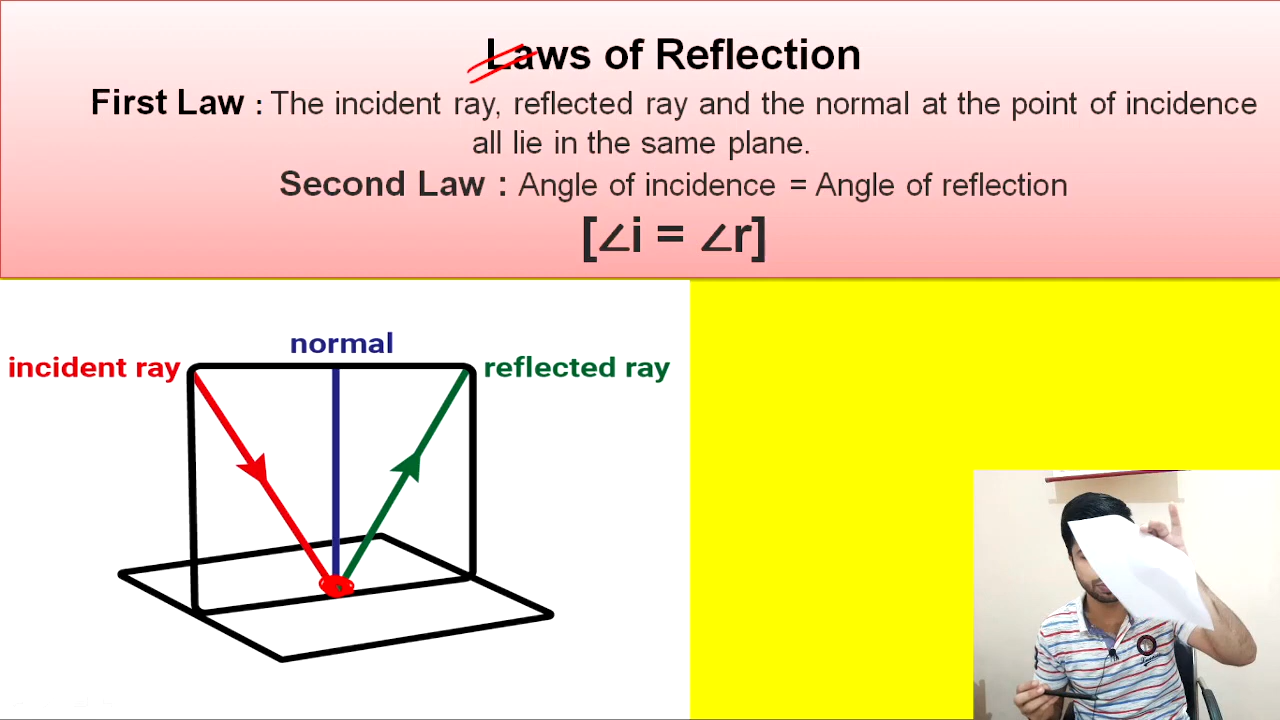 Laws of Reflection
First Law : The incident ray, reflected ray and the normal at the point of incidence
all lie in the same plane.
Second Law : Angle of incidence = Angle of reflection
[∠i = ∠r]
normal
incident ray
reflected ray